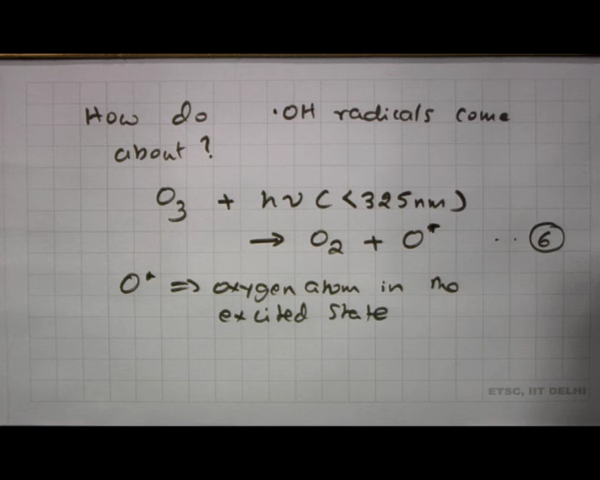 How do ·OH radicals come
about?
O₃ + hν (<325nm)
→ O₂ + O* .. ⑥
O* ⇒ oxygen atom in the
excited state
ETSC, IIT DELHI